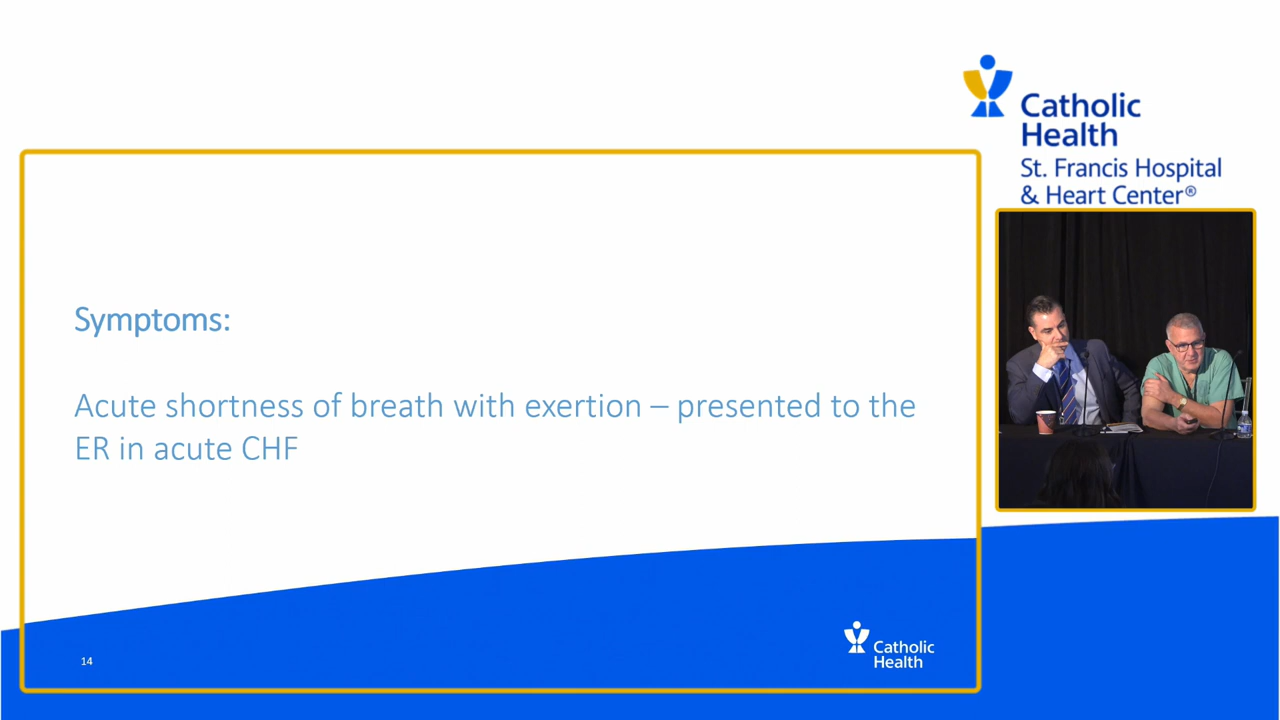 Catholic
Health
St. Francis Hospital
& Heart Center®
Symptoms:
Acute shortness of breath with exertion – presented to the
ER in acute CHF
14
Catholic
Health